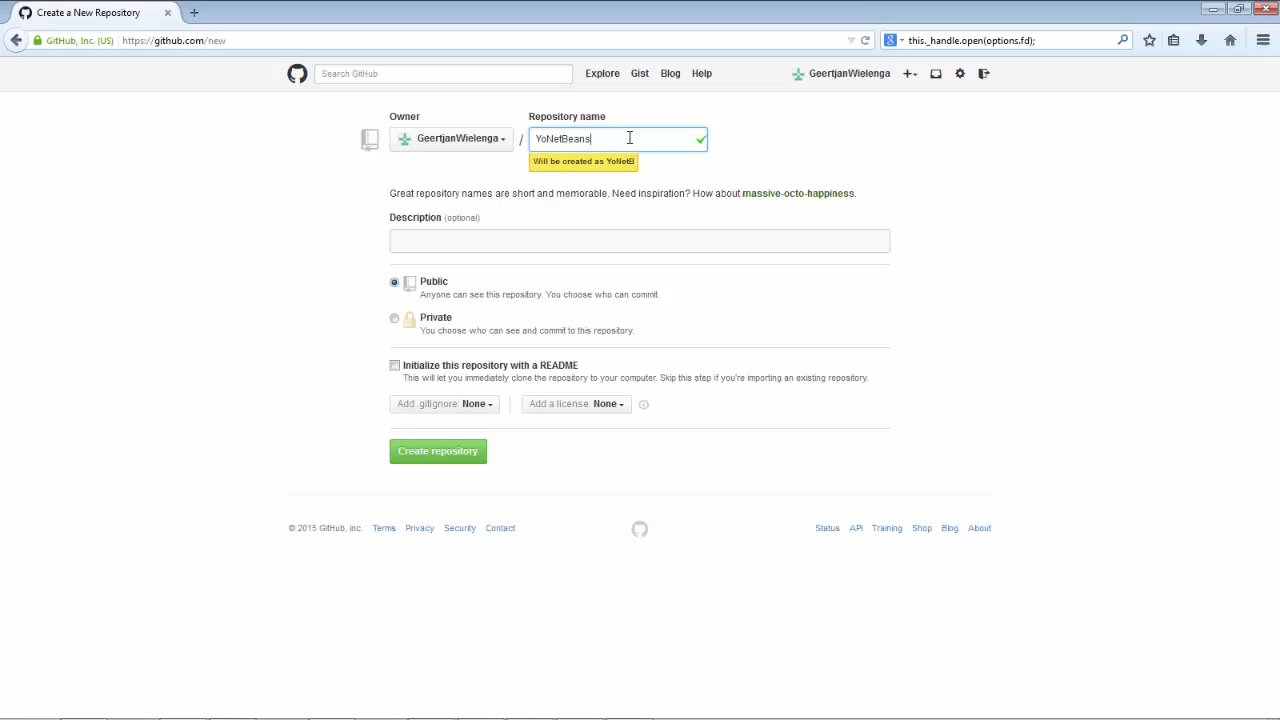 Create a New Repository
GitHub, Inc. (US) https://github.com/new
this._handle.open(options.fd);
Search GitHub
Explore Gist Blog Help
GeertjanWielenga
Owner
Repository name
GeertjanWielenga / YoNetBeans
Will be created as YoNetB
Great repository names are short and memorable. Need inspiration? How about massive-octo-happiness.
Description (optional)
Public
Anyone can see this repository. You choose who can commit.
Private
You choose who can see and commit to this repository.
Initialize this repository with a README
This will let you immediately clone the repository to your computer. Skip this step if you're importing an existing repository.
Add .gitignore: None
Add a license: None
Create repository
© 2015 GitHub, Inc. Terms Privacy Security Contact
Status API Training Shop Blog About